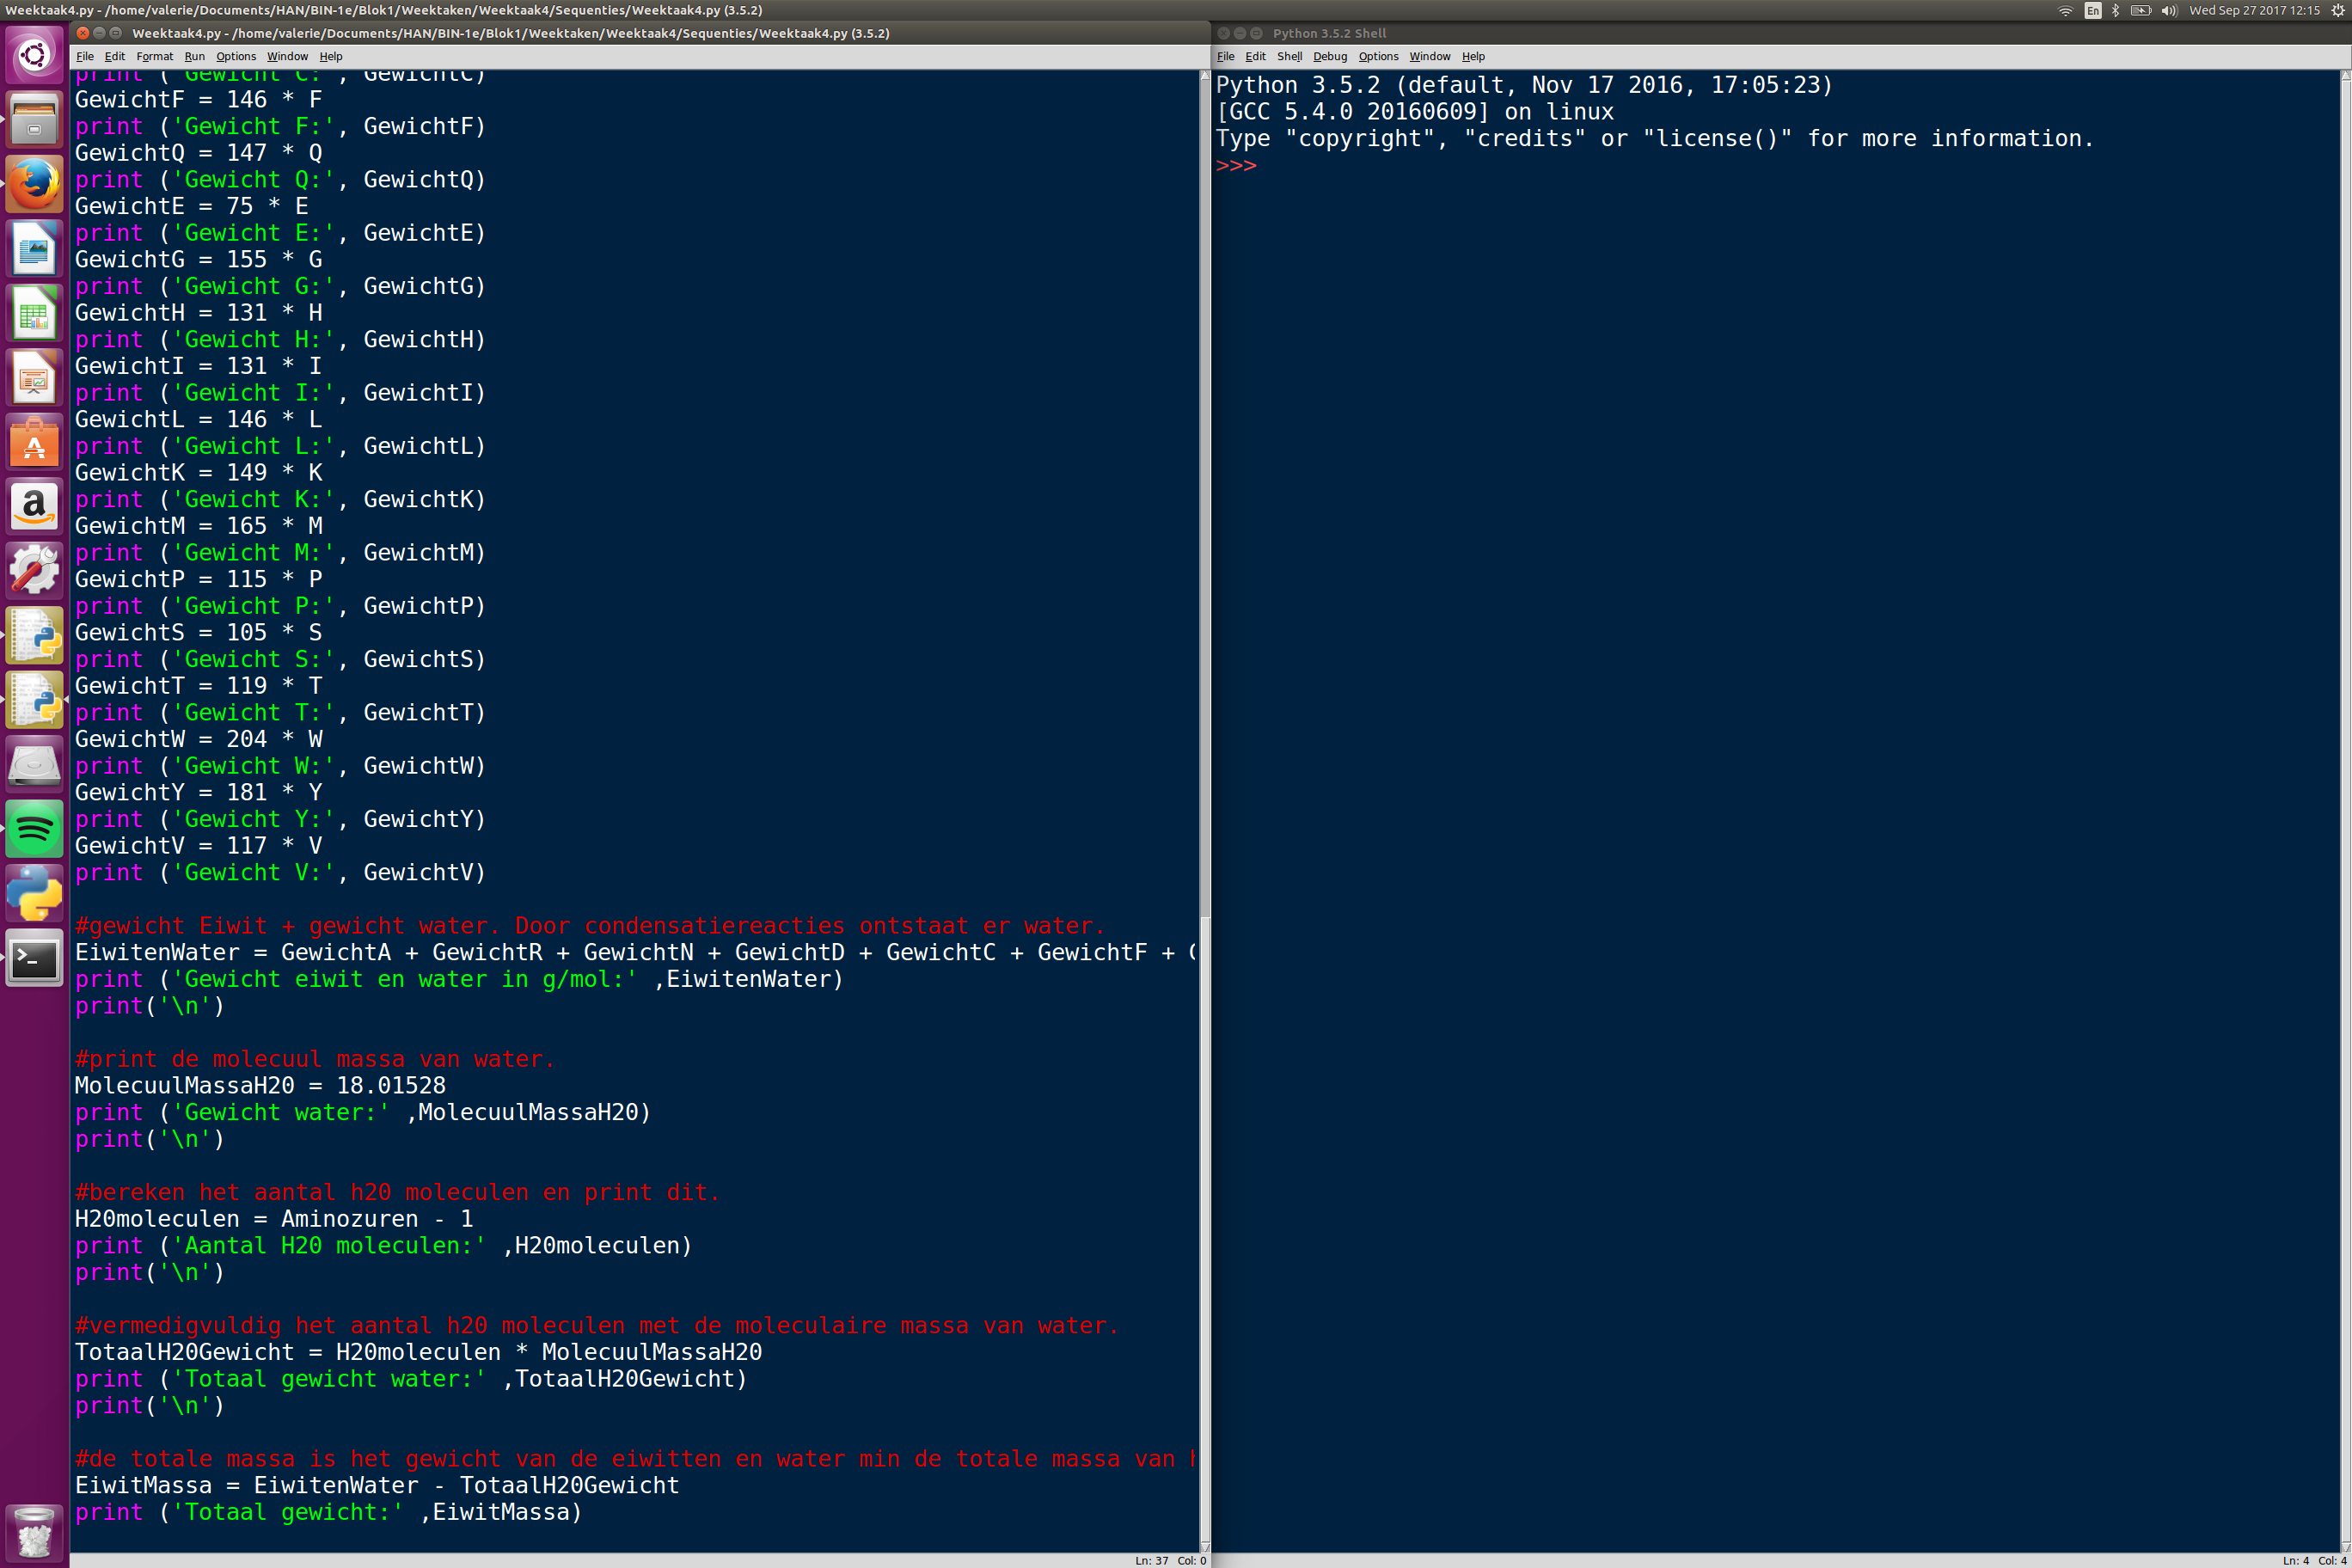 Weektaak4.py - /home/valerie/Documents/HAN/BIN-1e/Blok1/Weektaken/Weektaak4/Sequenties/Weektaak4.py (3.5.2)
En
Wed Sep 27 2017 12:15
Weektaak4.py - /home/valerie/Documents/HAN/BIN-1e/Blok1/Weektaken/Weektaak4/Sequenties/Weektaak4.py (3.5.2)
File Edit Format Run Options Window Help
print ('Gewicht C:', GewichtC)
GewichtF = 146 * F
print ('Gewicht F:', GewichtF)
GewichtQ = 147 * Q
print ('Gewicht Q:', GewichtQ)
GewichtE = 75 * E
print ('Gewicht E:', GewichtE)
GewichtG = 155 * G
print ('Gewicht G:', GewichtG)
GewichtH = 131 * H
print ('Gewicht H:', GewichtH)
GewichtI = 131 * I
print ('Gewicht I:', GewichtI)
GewichtL = 146 * L
print ('Gewicht L:', GewichtL)
GewichtK = 149 * K
print ('Gewicht K:', GewichtK)
GewichtM = 165 * M
print ('Gewicht M:', GewichtM)
GewichtP = 115 * P
print ('Gewicht P:', GewichtP)
GewichtS = 105 * S
print ('Gewicht S:', GewichtS)
GewichtT = 119 * T
print ('Gewicht T:', GewichtT)
GewichtW = 204 * W
print ('Gewicht W:', GewichtW)
GewichtY = 181 * Y
print ('Gewicht Y:', GewichtY)
GewichtV = 117 * V
print ('Gewicht V:', GewichtV)
#gewicht Eiwit + gewicht water. Door condensatiereacties ontstaat er water.
EiwitenWater = GewichtA + GewichtR + GewichtN + GewichtD + GewichtC + GewichtF +
print ('Gewicht eiwit en water in g/mol:' ,EiwitenWater)
print('\n')
#print de molecuul massa van water.
MolecuulMassaH20 = 18.01528
print ('Gewicht water:' ,MolecuulMassaH20)
print('\n')
#bereken het aantal h20 moleculen en print dit.
H20moleculen = Aminozuren - 1
print ('Aantal H20 moleculen:' ,H20moleculen)
print('\n')
#vermedigvuldig het aantal h20 moleculen met de moleculaire massa van water.
TotaalH20Gewicht = H20moleculen * MolecuulMassaH20
print ('Totaal gewicht water:' ,TotaalH20Gewicht)
print('\n')
#de totale massa is het gewicht van de eiwitten en water min de totale massa van
EiwitMassa = EiwitenWater - TotaalH20Gewicht
print ('Totaal gewicht:' ,EiwitMassa)
Ln: 37 Col: 0
Python 3.5.2 Shell
File Edit Shell Debug Options Window Help
Python 3.5.2 (default, Nov 17 2016, 17:05:23)
[GCC 5.4.0 20160609] on linux
Type "copyright", "credits" or "license()" for more information.
>>>
Ln: 4 Col: 4